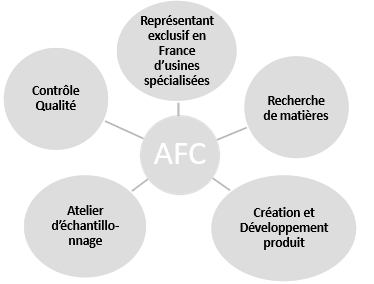 Représentant
exclusif en
France
d'usines
spécialisées
Contrôle
Qualité
Recherche
de matières
AFC
Atelier
d'échantillo-
nnage
Création et
Développement
produit